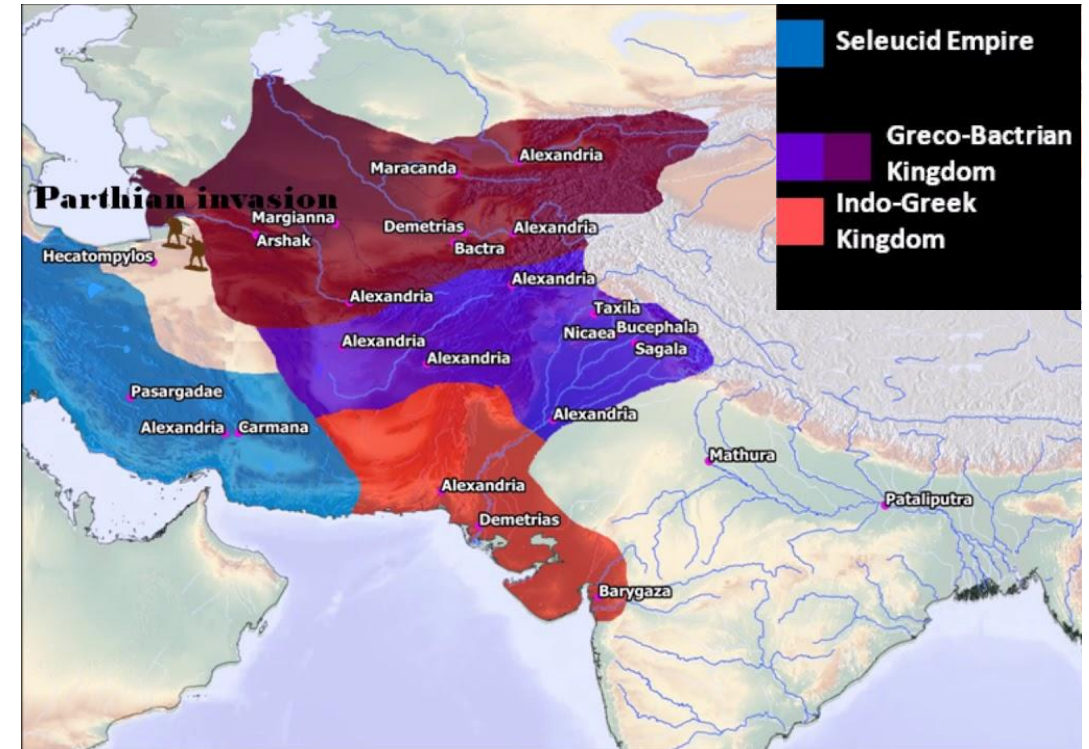 Seleucid Empire
Greco-Bactrian
Kingdom
Indo-Greek
Kingdom
Alexandria
Maracanda
Parthian invasion
Margianna
Arshak
Demetrias
Alexandria
Bactra
Hecatompylos
Alexandria
Alexandria
Taxila
Nicaea
Bucephala
Alexandria
Sagala
Alexandria
Pasargadae
Alexandria
Alexandria
Carmana
Mathura
Alexandria
Pataliputra
Demetrias
Barygaza